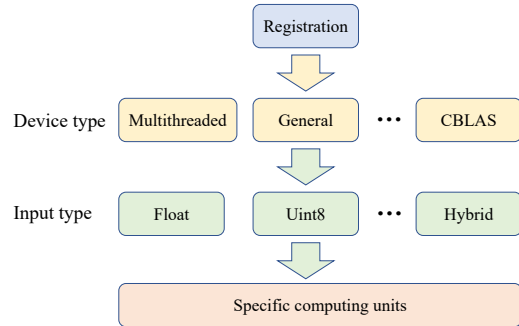 Registration
Device type Multithreaded General ... CBLAS
Input type Float Uint8 ... Hybrid
Specific computing units